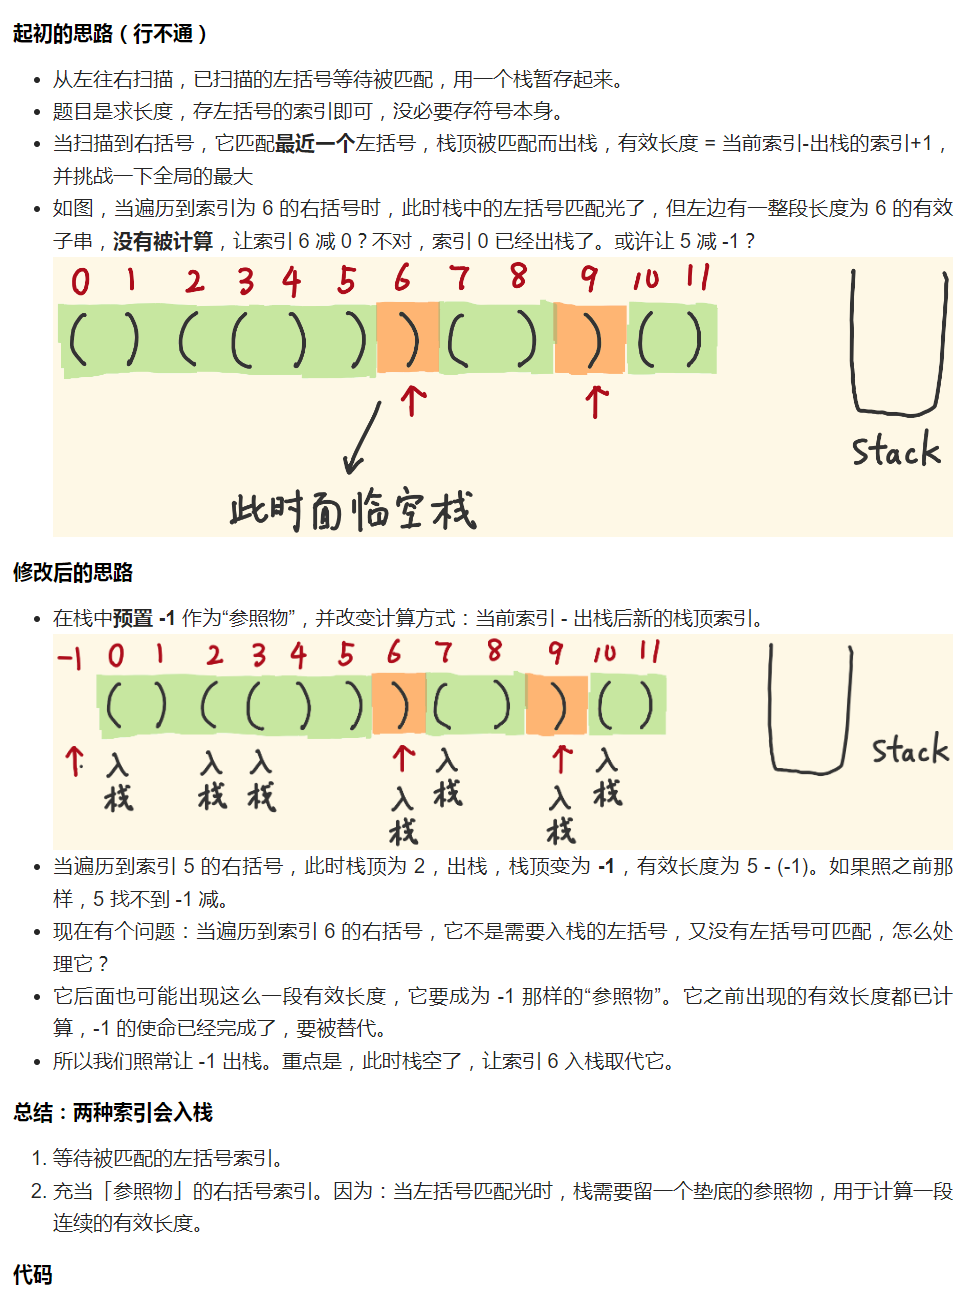 起初的思路（行不通）
• 从左往右扫描，已扫描的左括号等待被匹配，用一个栈暂存起来。
• 题目是求长度，存左括号的索引即可，没必要存符号本身。
• 当扫描到右括号，它匹配最近一个左括号，栈顶被匹配而出栈，有效长度 = 当前索引-出栈的索引+1，
并挑战一下全局的最大
• 如图，当遍历到索引为 6 的右括号时，此时栈中的左括号匹配光了，但左边有一整段长度为 6 的有效
子串，没有被计算，让索引 6 减 0？不对，索引 0 已经出栈了。或许让 5 减 -1？
0 1 2 3 4 5 6 7 8 9 10 11
( ) ( ( ) ) ) ( ) ) ( )
↑ ↑
Stack
此时面临空栈
修改后的思路
• 在栈中预置 -1 作为“参照物”，并改变计算方式：当前索引 - 出栈后新的栈顶索引。
-1 0 1 2 3 4 5 6 7 8 9 10 11
( ) ( ( ) ) ) ( ) ) ( )
↑ 入栈 入栈 入栈 ↑ 入栈 入栈 ↑ 入栈 入栈
Stack
• 当遍历到索引 5 的右括号，此时栈顶为 2，出栈，栈顶变为 -1，有效长度为 5 - (-1)。如果照之前那
样，5 找不到 -1 减。
• 现在有个问题：当遍历到索引 6 的右括号，它不是需要入栈的左括号，又没有左括号可匹配，怎么处
理它？
• 它后面也可能出现这么一段有效长度，它要成为 -1 那样的“参照物”。它之前出现的有效长度都已计
算，-1 的使命已经完成了，要被替代。
• 所以我们照常让 -1 出栈。重点是，此时栈空了，让索引 6 入栈取代它。
总结：两种索引会入栈
1. 等待被匹配的左括号索引。
2. 充当「参照物」的右括号索引。因为：当左括号匹配光时，栈需要留一个垫底的参照物，用于计算一段
连续的有效长度。
代码